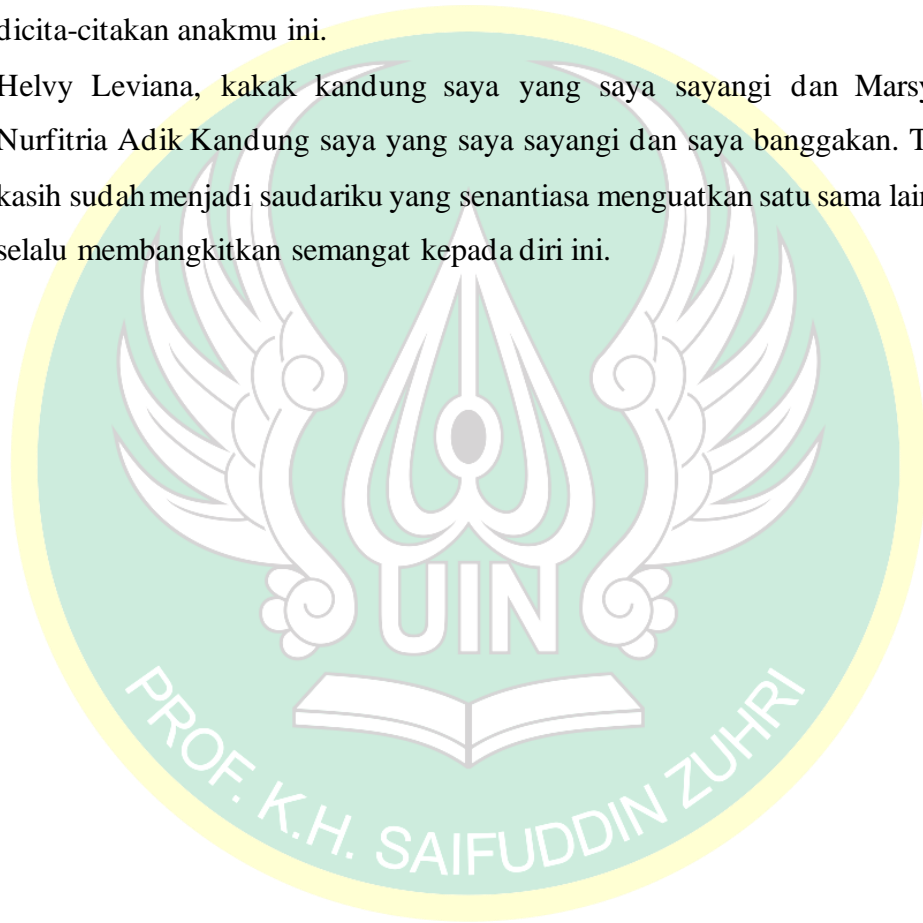 dicita-citakan anakmu ini.
Helvy Leviana, kakak kandung saya yang saya sayangi dan Marsy
Nurfitria Adik Kandung saya yang saya sayangi dan saya banggakan. T
kasih sudah menjadi saudariku yang senantiasa menguatkan satu sama lain
selalu membangkitkan semangat kepada diri ini.
UIN
PROF. K.H. SAIFUDDIN ZUHRI